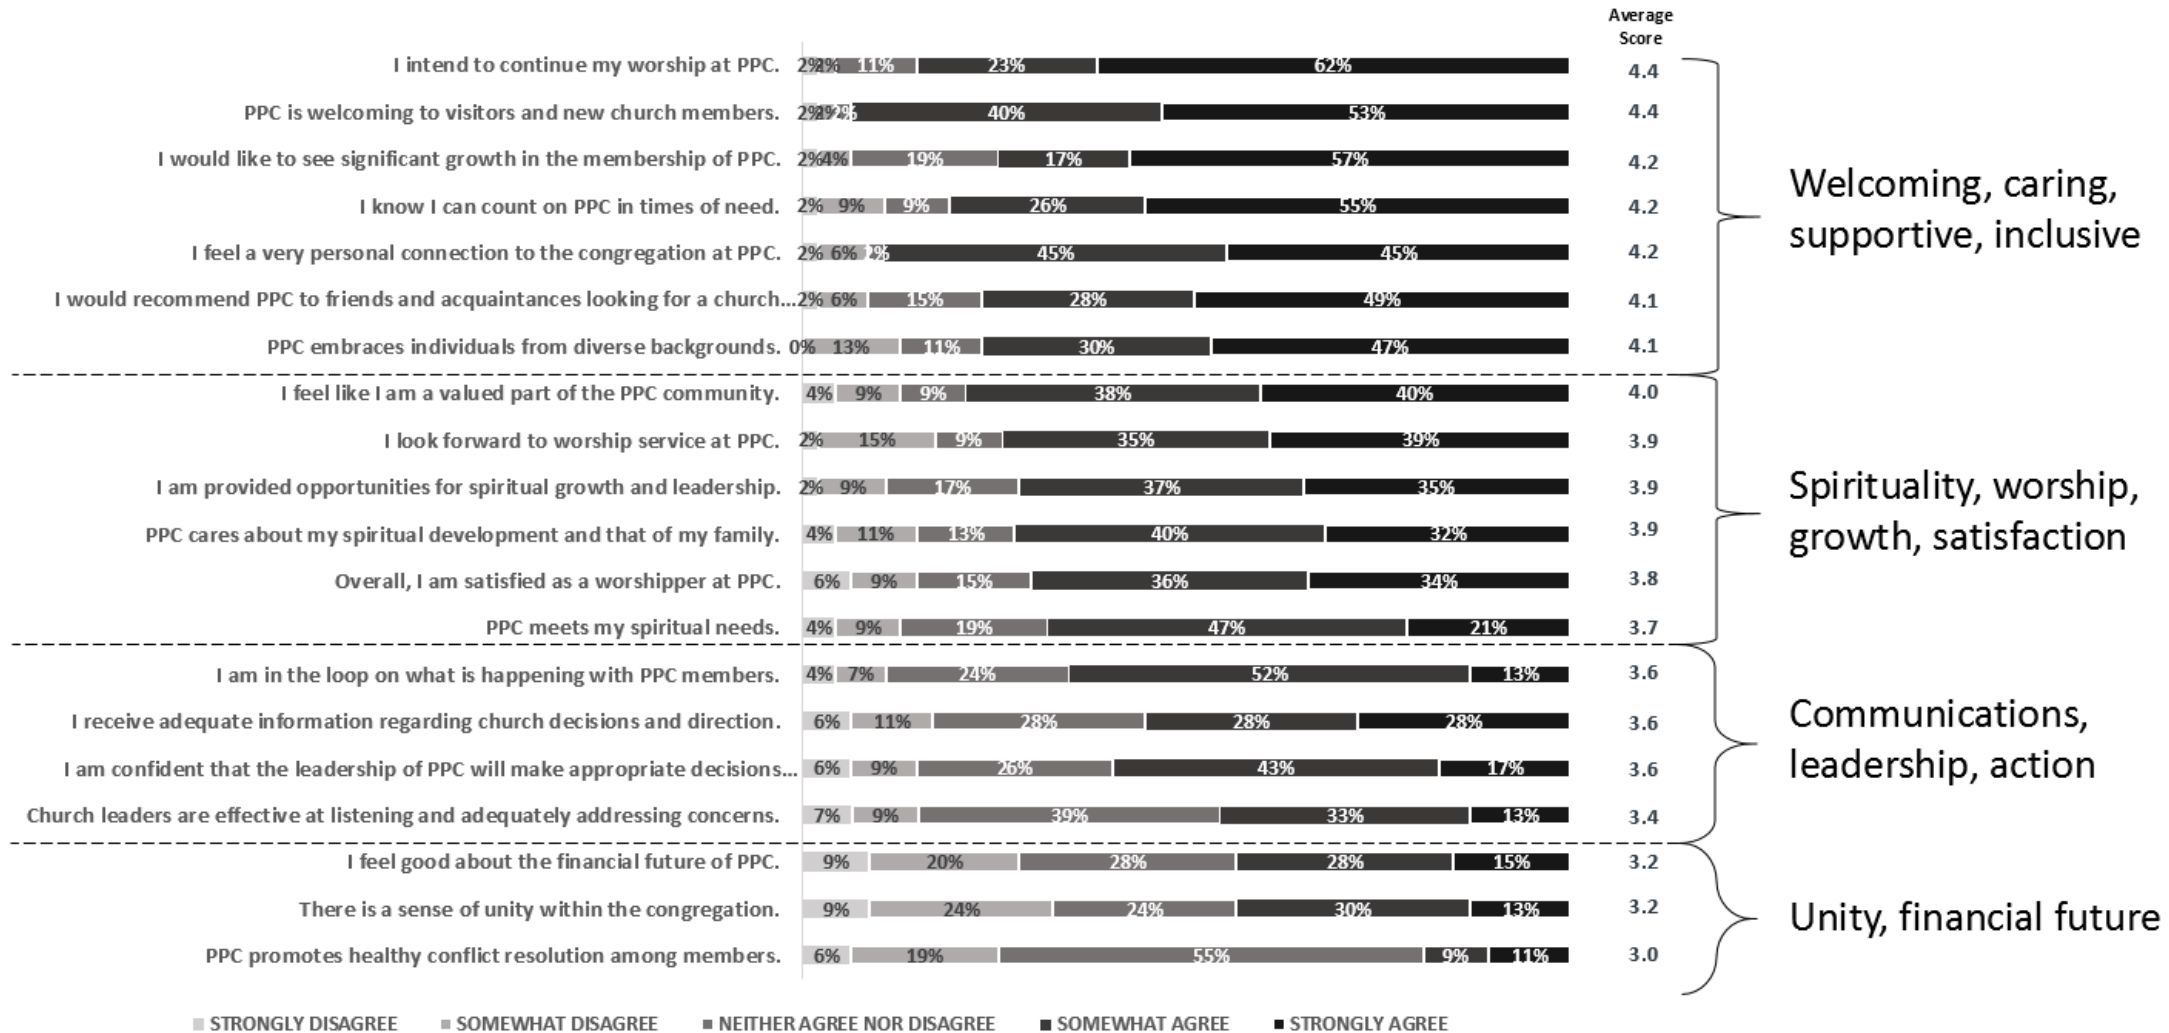 Average
Score
I intend to continue my worship at PPC. 2% 2% 11% 23% 62% 4.4
PPC is welcoming to visitors and new church members. 2% 2% 2% 40% 53% 4.4
I would like to see significant growth in the membership of PPC. 2% 4% 19% 17% 57% 4.2
I know I can count on PPC in times of need. 2% 9% 9% 26% 55% 4.2
Welcoming, caring,
supportive, inclusive
I feel a very personal connection to the congregation at PPC. 2% 6% 2% 45% 45% 4.2
I would recommend PPC to friends and acquaintances looking for a church... 2% 6% 15% 28% 49% 4.1
PPC embraces individuals from diverse backgrounds. 0% 13% 11% 30% 47% 4.1
I feel like I am a valued part of the PPC community. 4% 9% 9% 38% 40% 4.0
I look forward to worship service at PPC. 2% 15% 9% 35% 39% 3.9
I am provided opportunities for spiritual growth and leadership. 2% 9% 17% 37% 35% 3.9
Spirituality, worship,
growth, satisfaction
PPC cares about my spiritual development and that of my family. 4% 11% 13% 40% 32% 3.9
Overall, I am satisfied as a worshipper at PPC. 6% 9% 15% 36% 34% 3.8
PPC meets my spiritual needs. 4% 9% 19% 47% 21% 3.7
I am in the loop on what is happening with PPC members. 4% 7% 24% 52% 13% 3.6
I receive adequate information regarding church decisions and direction. 6% 11% 28% 28% 28% 3.6
Communications,
leadership, action
I am confident that the leadership of PPC will make appropriate decisions... 6% 9% 26% 43% 17% 3.6
Church leaders are effective at listening and adequately addressing concerns. 7% 9% 39% 33% 13% 3.4
I feel good about the financial future of PPC. 9% 20% 28% 28% 15% 3.2
There is a sense of unity within the congregation. 9% 24% 24% 30% 13% 3.2
Unity, financial future
PPC promotes healthy conflict resolution among members. 6% 19% 55% 9% 11% 3.0
STRONGLY DISAGREE SOMEWHAT DISAGREE NEITHER AGREE NOR DISAGREE SOMEWHAT AGREE STRONGLY AGREE